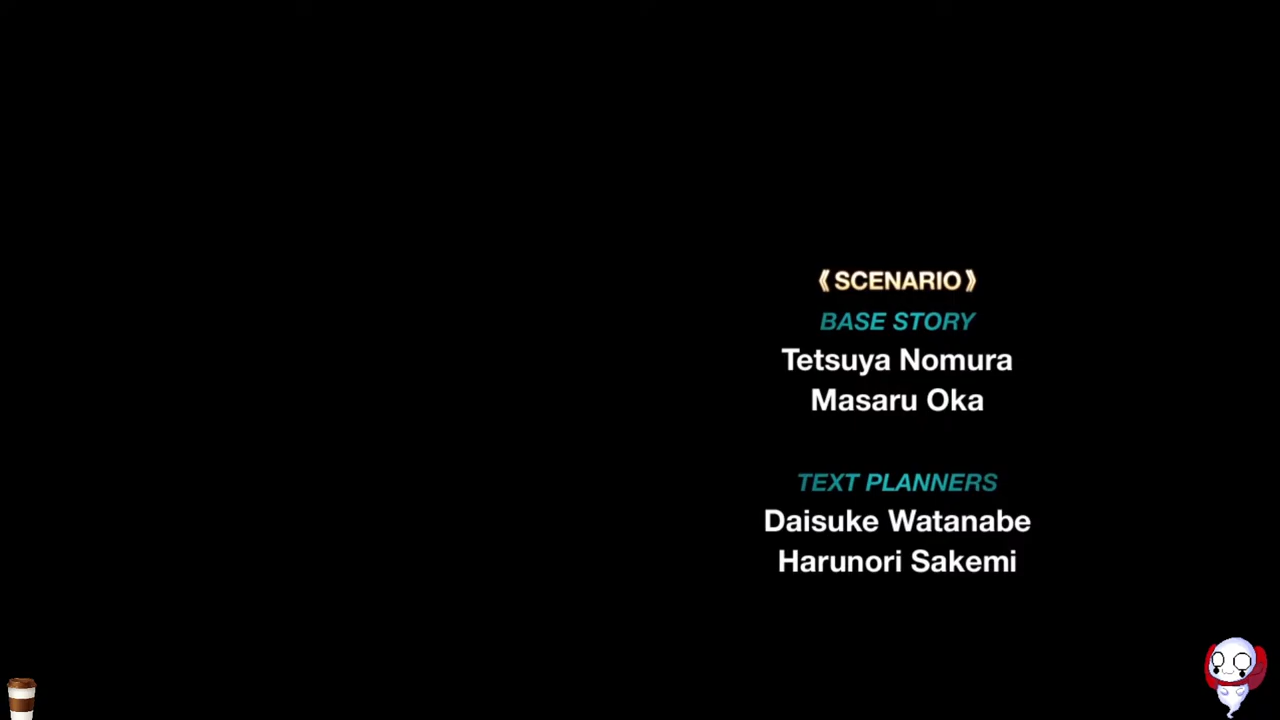 《SCENARIO》
BASE STORY
Tetsuya Nomura
Masaru Oka
TEXT PLANNERS
Daisuke Watanabe
Harunori Sakemi